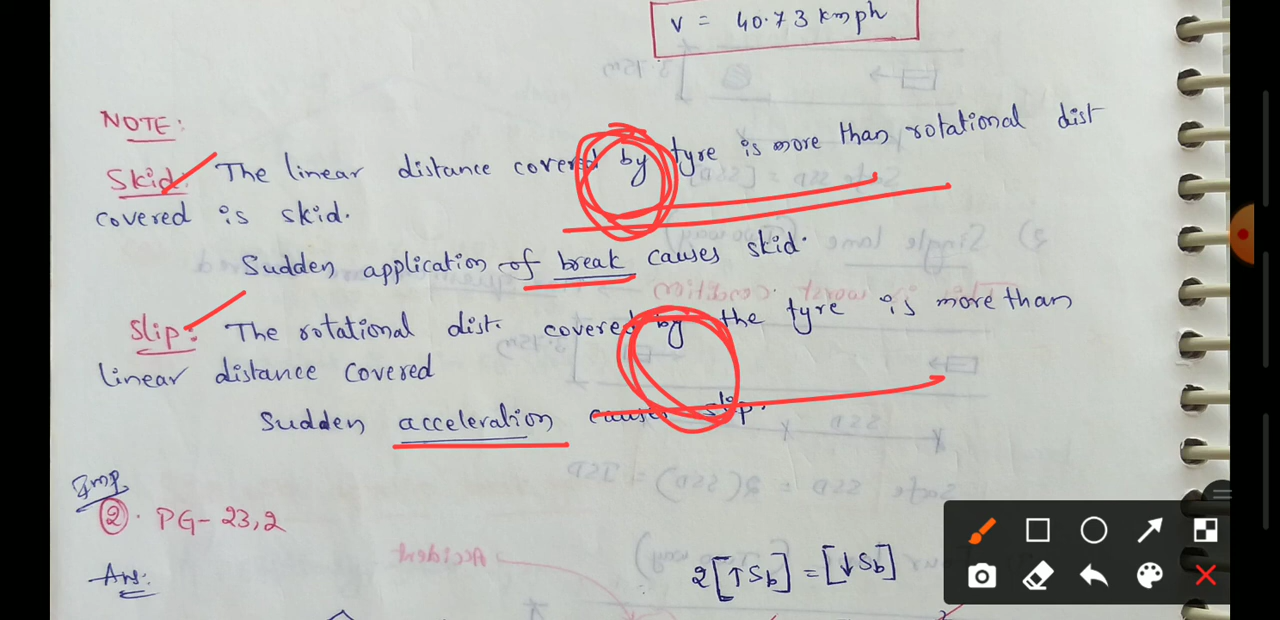 V = 40.73 kmph
NOTE:
Skid: The linear distance covered by tyre is more than rotational dist
covered is skid.
Sudden application of break causes skid.
Slip: The rotational dist. covered by the tyre is more than
linear distance covered
Sudden acceleration causes slip.
Imp
②. PG-23,2
Ans:
2[↑Sb] = [↓Sb]